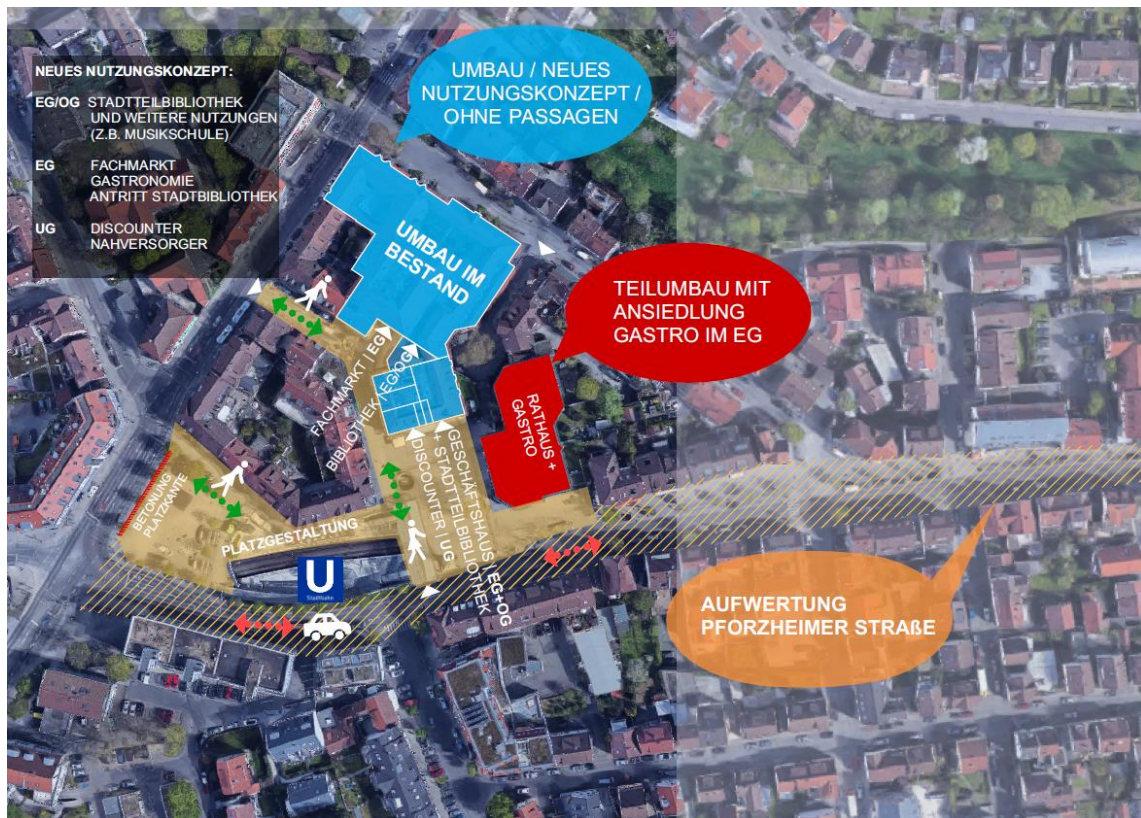 NEUES NUTZUNGSKONZEPT:
EG/OG STADTTEILBIBLIOTHEK
UND WEITERE NUTZUNGEN
(Z.B. MUSIKSCHULE)
EG FACHMARKT
GASTRONOMIE
ANTRITT STADTBIBLIOTHEK
UG DISCOUNTER
NAHVERSORGER
UMBAU / NEUES
NUTZUNGSKONZEPT /
OHNE PASSAGEN
UMBAU IM
BESTAND
TEILUMBAU MIT
ANSIEDLUNG
GASTRO IM EG
FACHMARKT | EG
BIBLIOTHEK | EG/OG
RATHAUS +
GASTRO
GESCHÄFTSHAUS
+ STADTTEILBIBLIOTHEK | EG+OG
DISCOUNTER | UG
BETONUNG
PLATZKANTE
PLATZGESTALTUNG
U
Stadtbahn
AUFWERTUNG
PFORZHEIMER STRAßE